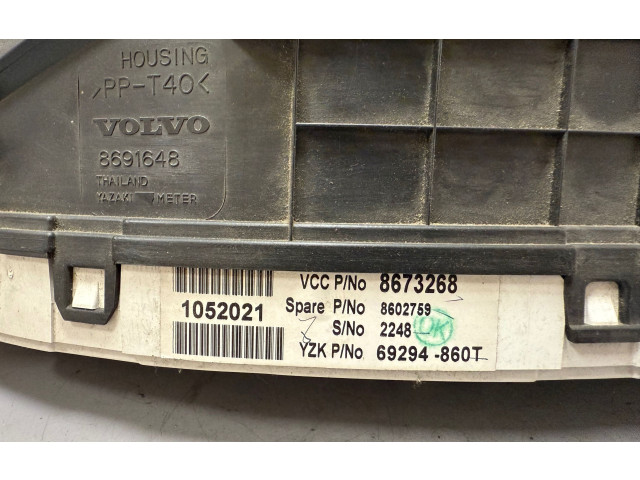 HOUSING
>PP-T40<
VOLVO
8691648
THAILAND
YAZAKI METER
1052021
VCC P/No 8673268
Spare P/No 8602759
S/No 2248
OK
YZK P/No 69294-860T